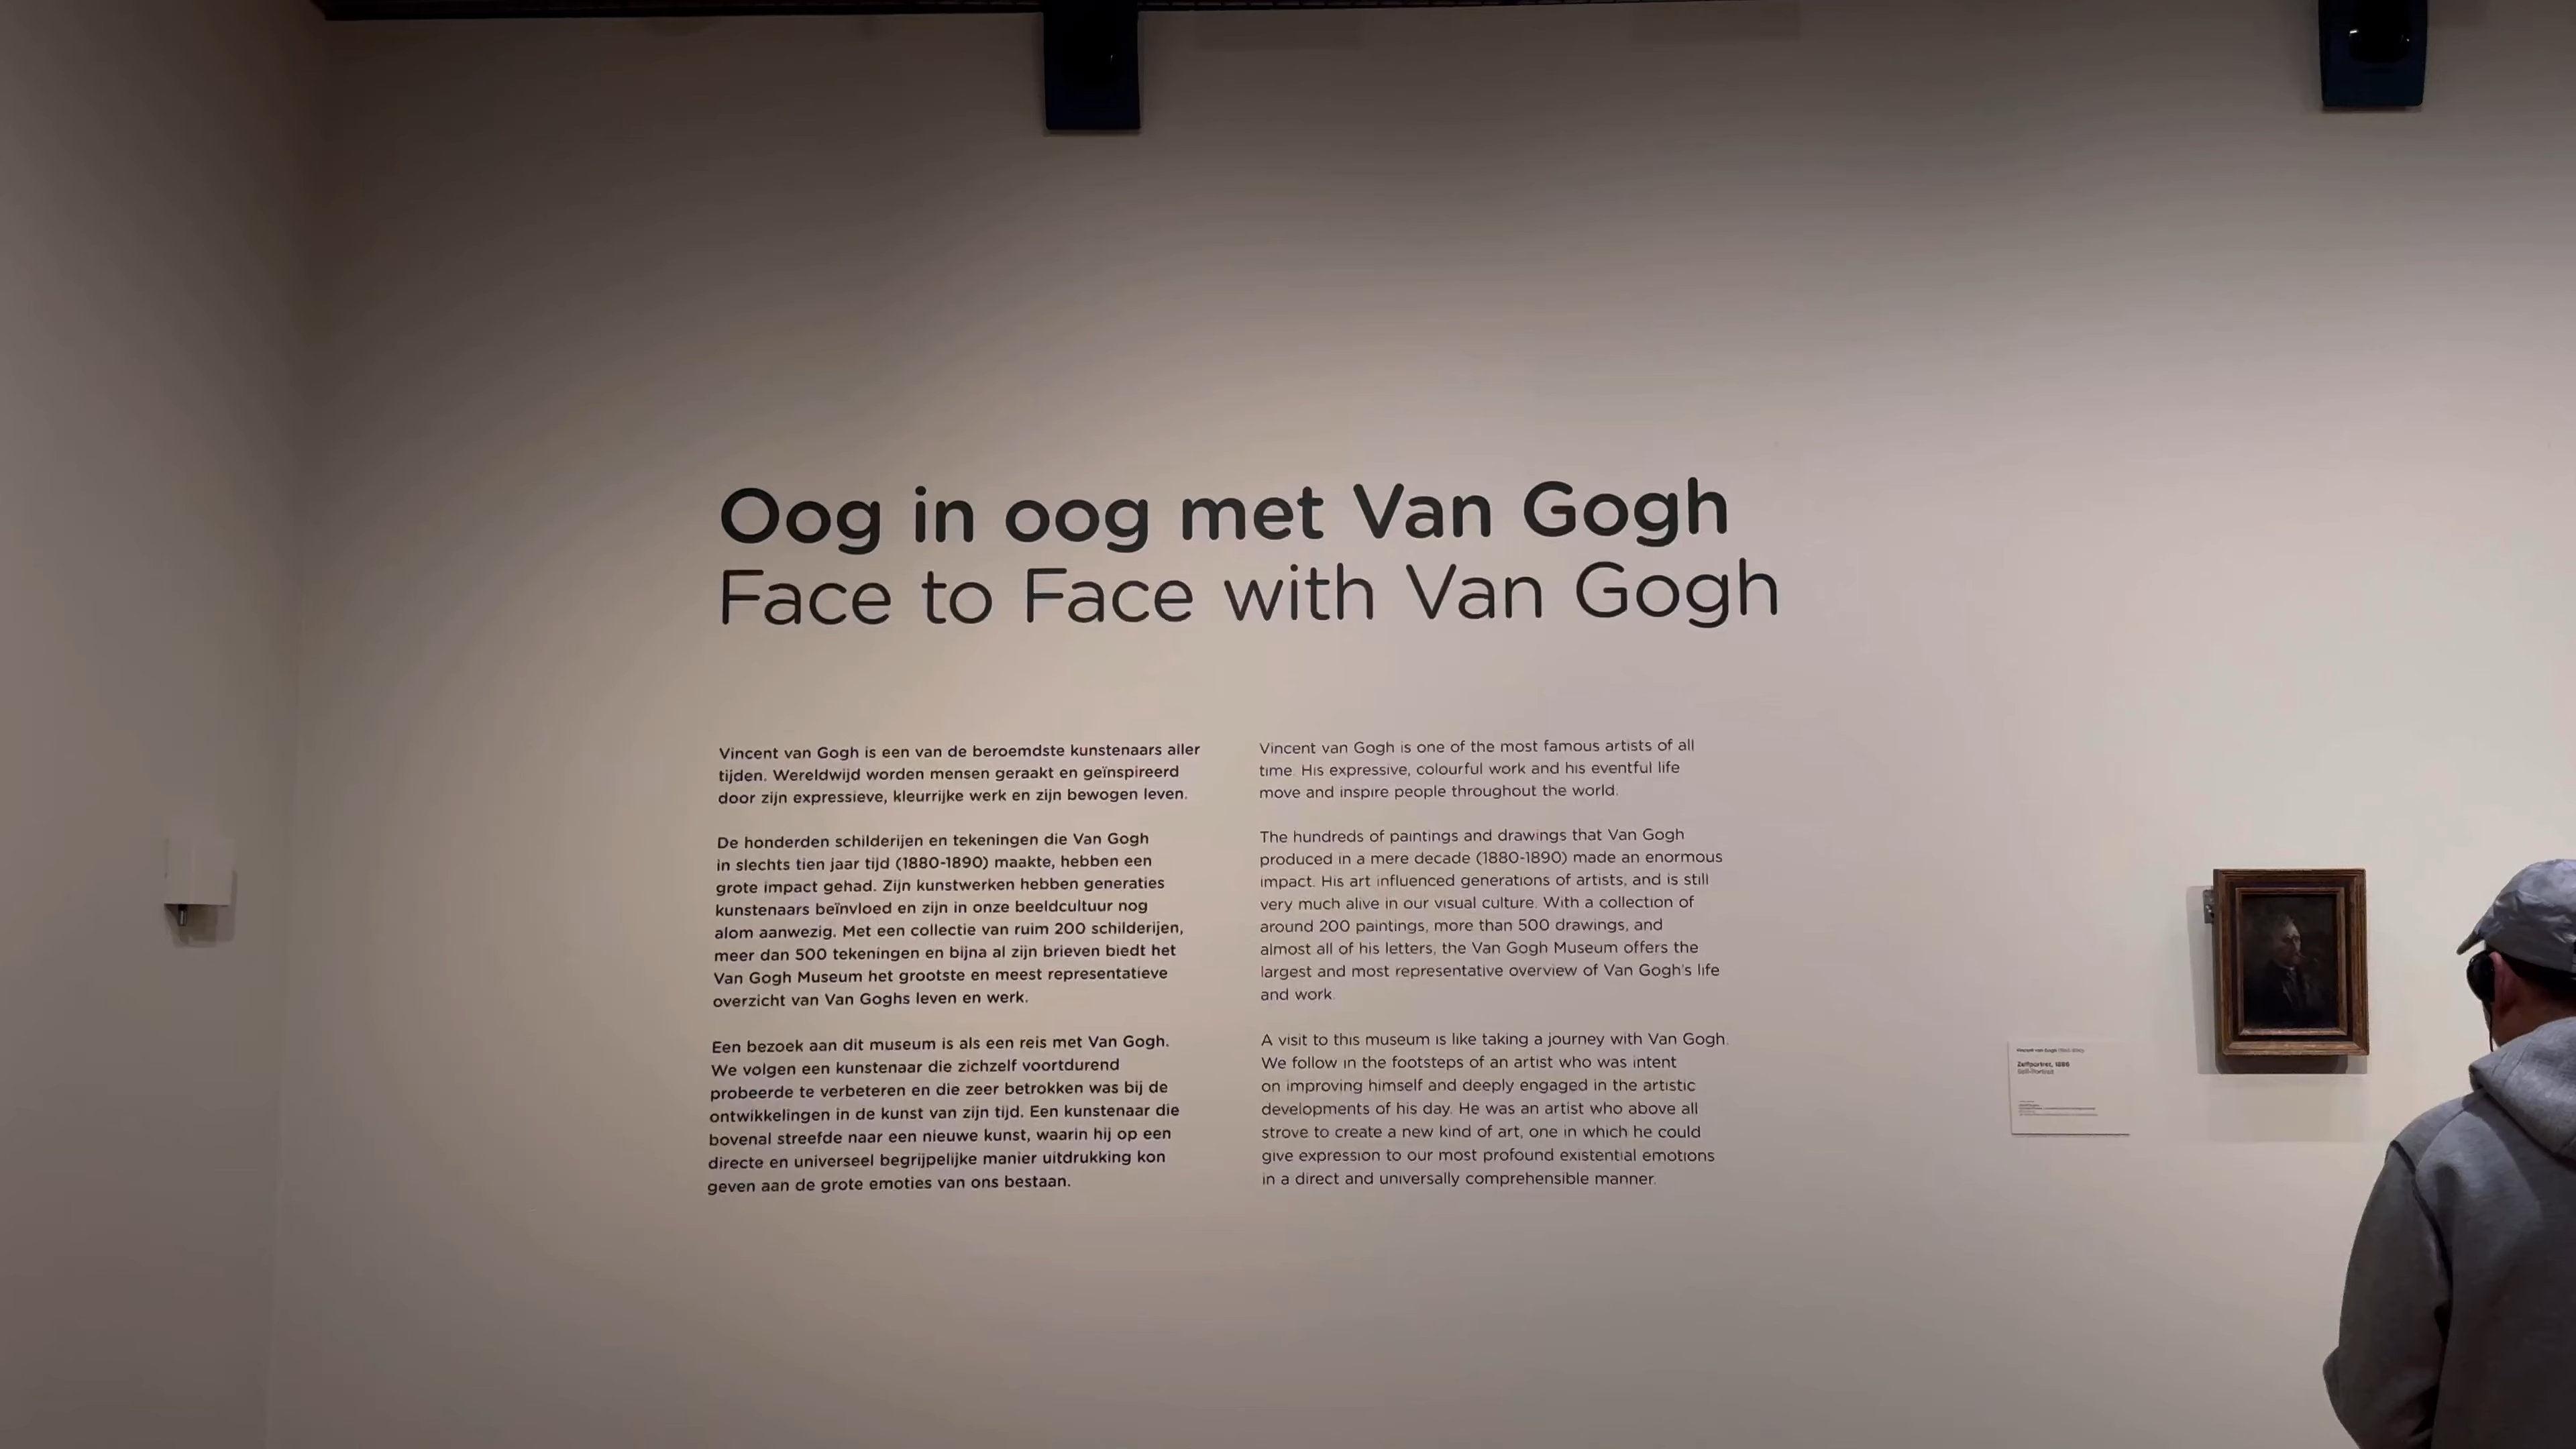 Oog in oog met Van Gogh
Face to Face with Van Gogh
Vincent van Gogh is een van de beroemdste kunstenaars aller
tijden. Wereldwijd worden mensen geraakt en geïnspireerd
door zijn expressieve, kleurrijke werk en zijn bewogen leven.
De honderden schilderijen en tekeningen die Van Gogh
in slechts tien jaar tijd (1880-1890) maakte, hebben een
grote impact gehad. Zijn kunstwerken hebben generaties
kunstenaars beïnvloed en zijn in onze beeldcultuur nog
alom aanwezig. Met een collectie van ruim 200 schilderijen,
meer dan 500 tekeningen en bijna al zijn brieven biedt het
Van Gogh Museum het grootste en meest representatieve
overzicht van Van Goghs leven en werk.
Een bezoek aan dit museum is als een reis met Van Gogh.
We volgen een kunstenaar die zichzelf voortdurend
probeerde te verbeteren en die zeer betrokken was bij de
ontwikkelingen in de kunst van zijn tijd. Een kunstenaar die
bovenal streefde naar een nieuwe kunst, waarin hij op een
directe en universeel begrijpelijke manier uitdrukking kon
geven aan de grote emoties van ons bestaan.
Vincent van Gogh is one of the most famous artists of all
time. His expressive, colourful work and his eventful life
move and inspire people throughout the world.
The hundreds of paintings and drawings that Van Gogh
produced in a mere decade (1880-1890) made an enormous
impact. His art influenced generations of artists, and is still
very much alive in our visual culture. With a collection of
around 200 paintings, more than 500 drawings, and
almost all of his letters, the Van Gogh Museum offers the
largest and most representative overview of Van Gogh's life
and work.
A visit to this museum is like taking a journey with Van Gogh.
We follow in the footsteps of an artist who was intent
on improving himself and deeply engaged in the artistic
developments of his day. He was an artist who above all
strove to create a new kind of art, one in which he could
give expression to our most profound existential emotions
in a direct and universally comprehensible manner.
Vincent van Gogh
Zelfportret, 1886
Self-Portrait